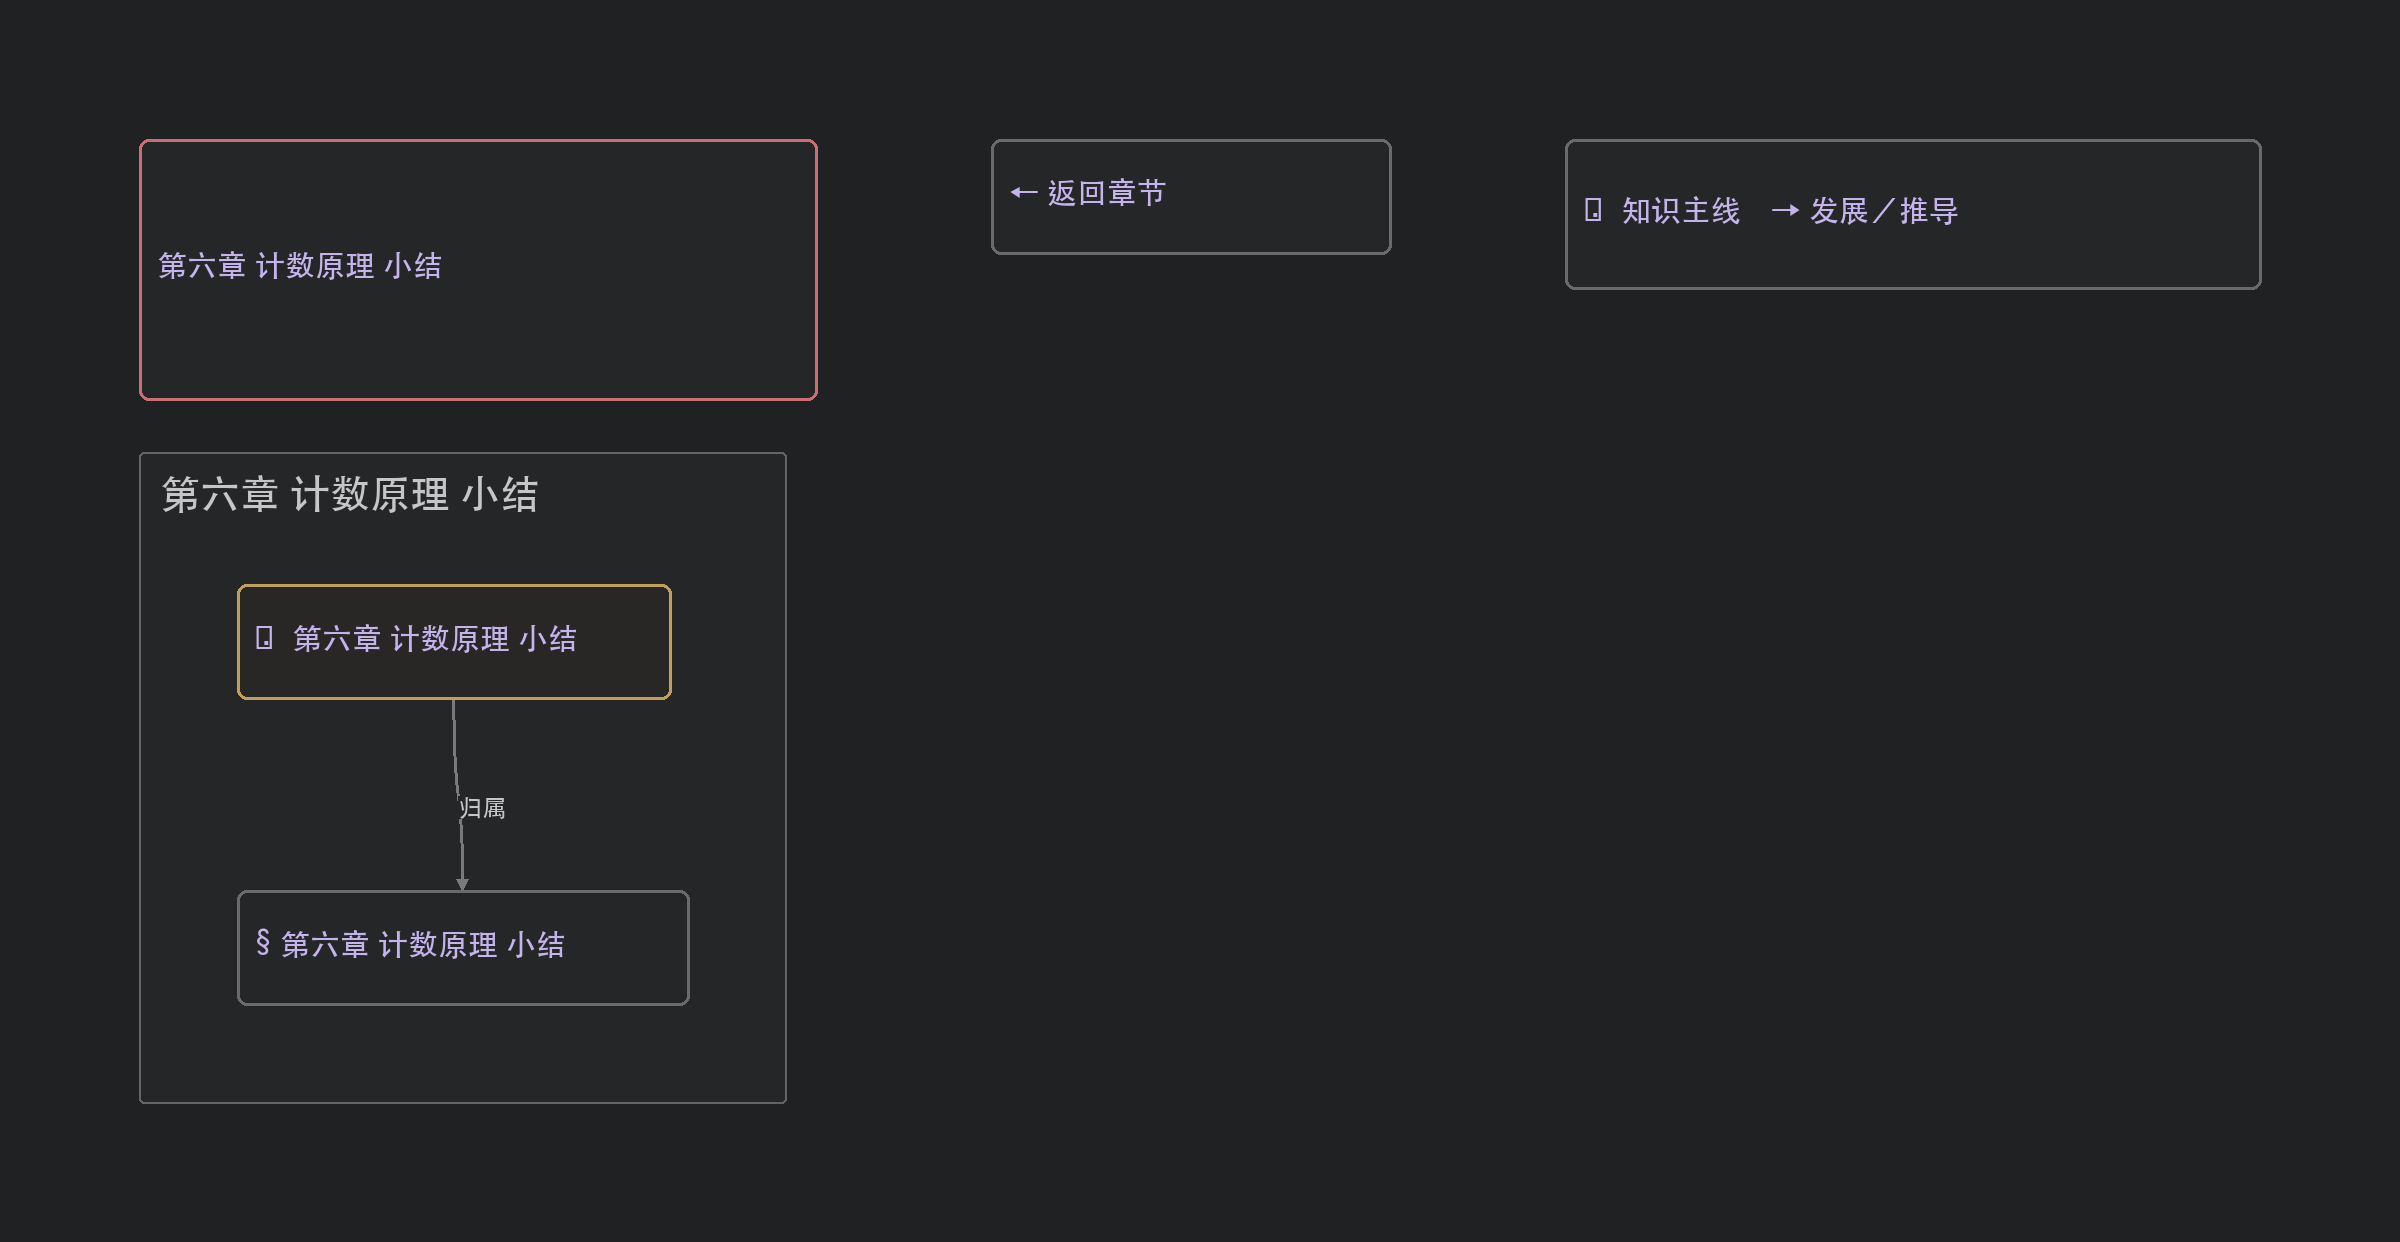 第六章 计数原理 小结
← 返回章节
知识主线 → 发展／推导
第六章 计数原理 小结
第六章 计数原理 小结
归属
§ 第六章 计数原理 小结